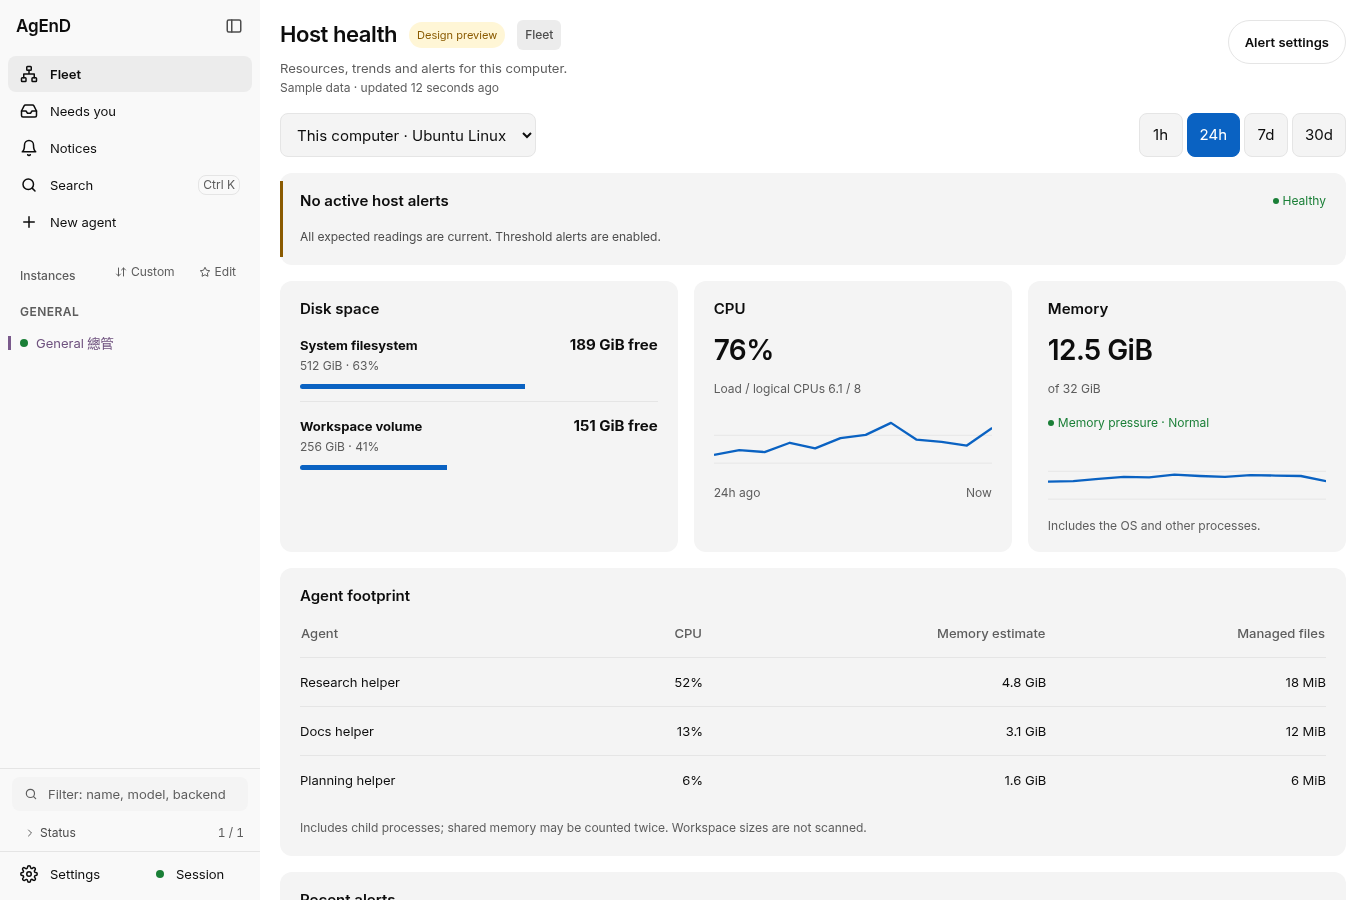 AgEnD
Fleet
Needs you
Notices
Search Ctrl K
New agent
Instances Custom Edit
GENERAL
General 總管
Filter: name, model, backend
Status 1 / 1
Settings Session
Host health Design preview Fleet
Alert settings
Resources, trends and alerts for this computer.
Sample data · updated 12 seconds ago
This computer · Ubuntu Linux
1h 24h 7d 30d
No active host alerts Healthy
All expected readings are current. Threshold alerts are enabled.
Disk space
System filesystem 189 GiB free
512 GiB · 63%
Workspace volume 151 GiB free
256 GiB · 41%
CPU
76%
Load / logical CPUs 6.1 / 8
24h ago Now
Memory
12.5 GiB
of 32 GiB
Memory pressure · Normal
Includes the OS and other processes.
Agent footprint
Agent CPU Memory estimate Managed files
Research helper 52% 4.8 GiB 18 MiB
Docs helper 13% 3.1 GiB 12 MiB
Planning helper 6% 1.6 GiB 6 MiB
Includes child processes; shared memory may be counted twice. Workspace sizes are not scanned.
Recent alerts